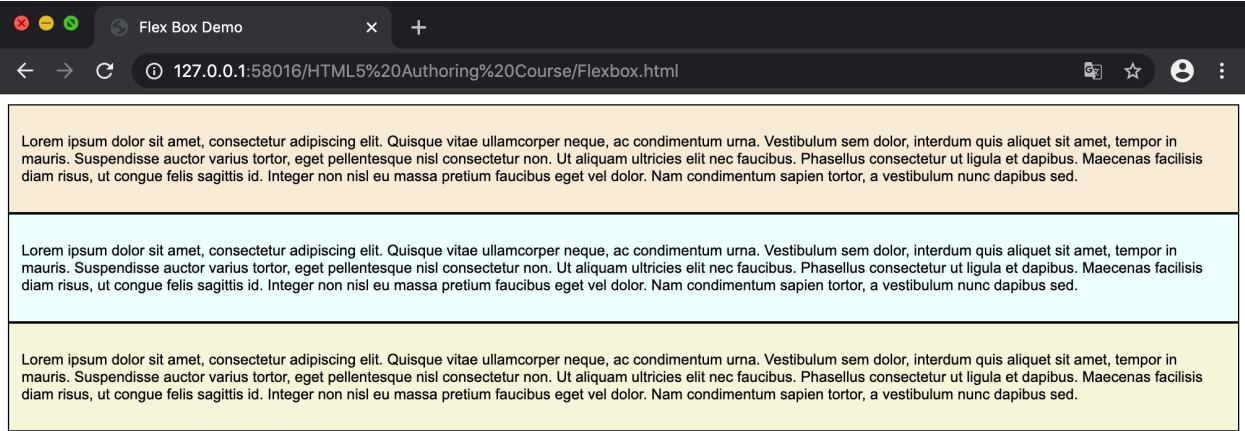 Flex Box Demo
127.0.0.1:58016/HTML5%20Authoring%20Course/Flexbox.html
Lorem ipsum dolor sit amet, consectetur adipiscing elit. Quisque vitae ullamcorper neque, ac condimentum urna. Vestibulum sem dolor, interdum quis aliquet sit amet, tempor in
mauris. Suspendisse auctor varius tortor, eget pellentesque nisl consectetur non. Ut aliquam ultricies elit nec faucibus. Phasellus consectetur ut ligula et dapibus. Maecenas facilisis
diam risus, ut congue felis sagittis id. Integer non nisl eu massa pretium faucibus eget vel dolor. Nam condimentum sapien tortor, a vestibulum nunc dapibus sed.
Lorem ipsum dolor sit amet, consectetur adipiscing elit. Quisque vitae ullamcorper neque, ac condimentum urna. Vestibulum sem dolor, interdum quis aliquet sit amet, tempor in
mauris. Suspendisse auctor varius tortor, eget pellentesque nisl consectetur non. Ut aliquam ultricies elit nec faucibus. Phasellus consectetur ut ligula et dapibus. Maecenas facilisis
diam risus, ut congue felis sagittis id. Integer non nisl eu massa pretium faucibus eget vel dolor. Nam condimentum sapien tortor, a vestibulum nunc dapibus sed.
Lorem ipsum dolor sit amet, consectetur adipiscing elit. Quisque vitae ullamcorper neque, ac condimentum urna. Vestibulum sem dolor, interdum quis aliquet sit amet, tempor in
mauris. Suspendisse auctor varius tortor, eget pellentesque nisl consectetur non. Ut aliquam ultricies elit nec faucibus. Phasellus consectetur ut ligula et dapibus. Maecenas facilisis
diam risus, ut congue felis sagittis id. Integer non nisl eu massa pretium faucibus eget vel dolor. Nam condimentum sapien tortor, a vestibulum nunc dapibus sed.